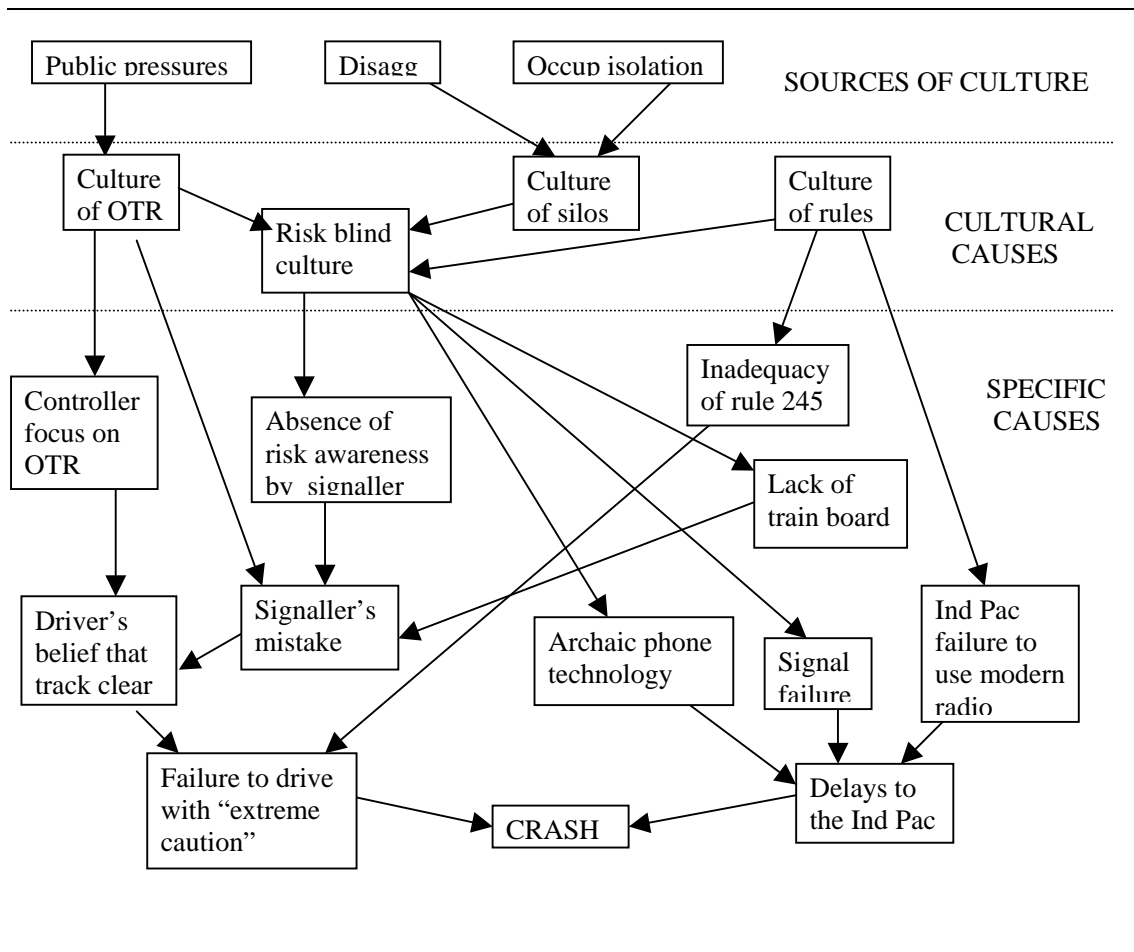 Public pressures
Disagg
Occup isolation
SOURCES OF CULTURE
Culture
of OTR
Risk blind
culture
Culture
of silos
Culture
of rules
CULTURAL
CAUSES
Controller
focus on
OTR
Absence of
risk awareness
by signaller
Inadequacy
of rule 245
SPECIFIC
CAUSES
Lack of
train board
Driver’s
belief that
track clear
Signaller’s
mistake
Archaic phone
technology
Signal
failure
Ind Pac
failure to
use modern
radio
Failure to drive
with “extreme
caution”
CRASH
Delays to
the Ind Pac